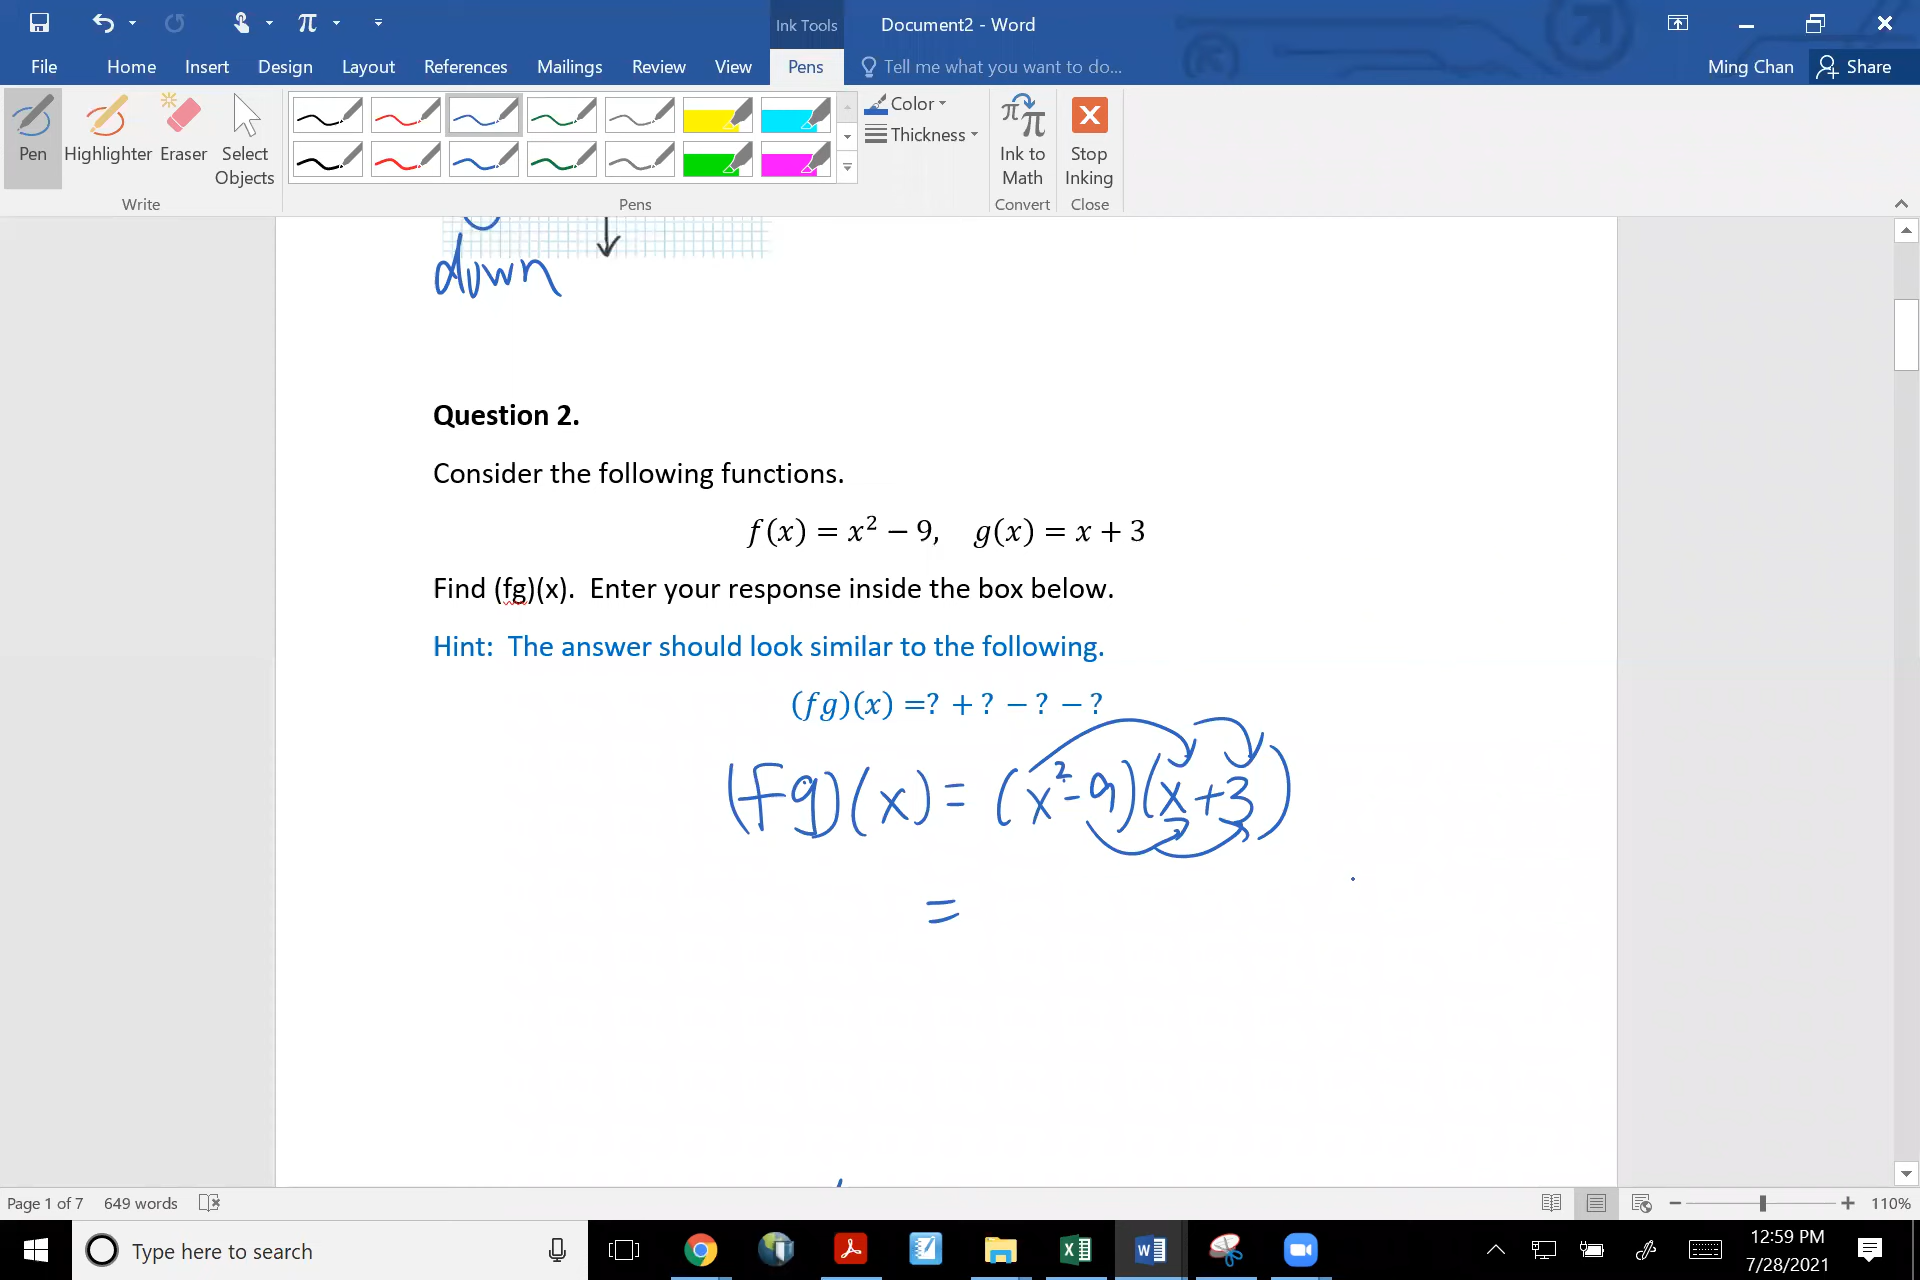 Ink Tools
Document2 - Word
File Home Insert Design Layout References Mailings Review View Pens Tell me what you want to do... Ming Chan Share
Pen Highlighter Eraser Select Objects
Color
Thickness
Ink to Math
Stop Inking
Write Pens Convert Close
down
Question 2.
Consider the following functions.
f(x) = x² − 9, g(x) = x + 3
Find (fg)(x). Enter your response inside the box below.
Hint: The answer should look similar to the following.
(fg)(x) =? +? −? −?
(fg)(x) = (x²-9)(x+3)
=
Page 1 of 7 649 words
110%
Type here to search
12:59 PM
7/28/2021